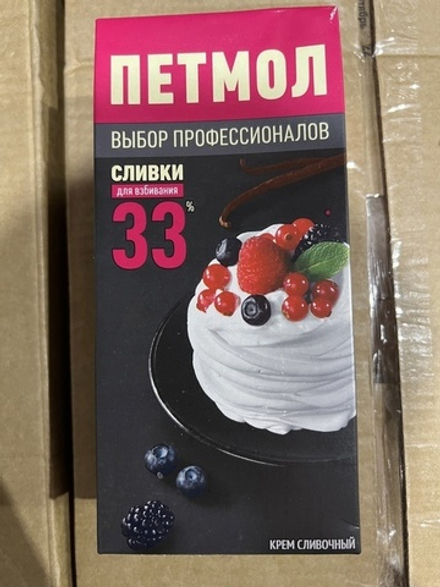 ПЕТМОЛ
ВЫБОР ПРОФЕССИОНАЛОВ
СЛИВКИ
для взбивания
33%
КРЕМ СЛИВОЧНЫЙ